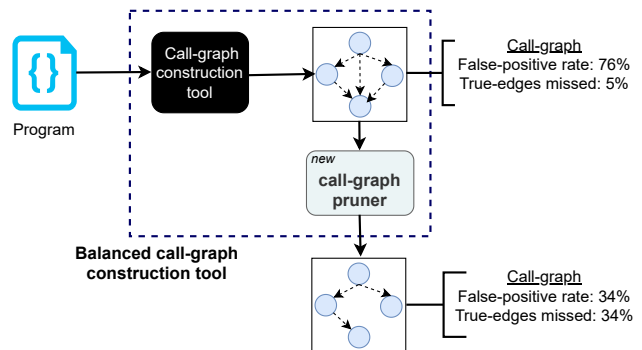 { }
Program
Call-graph
construction
tool
Call-graph
False-positive rate: 76%
True-edges missed: 5%
new
call-graph
pruner
Balanced call-graph
construction tool
Call-graph
False-positive rate: 34%
True-edges missed: 34%